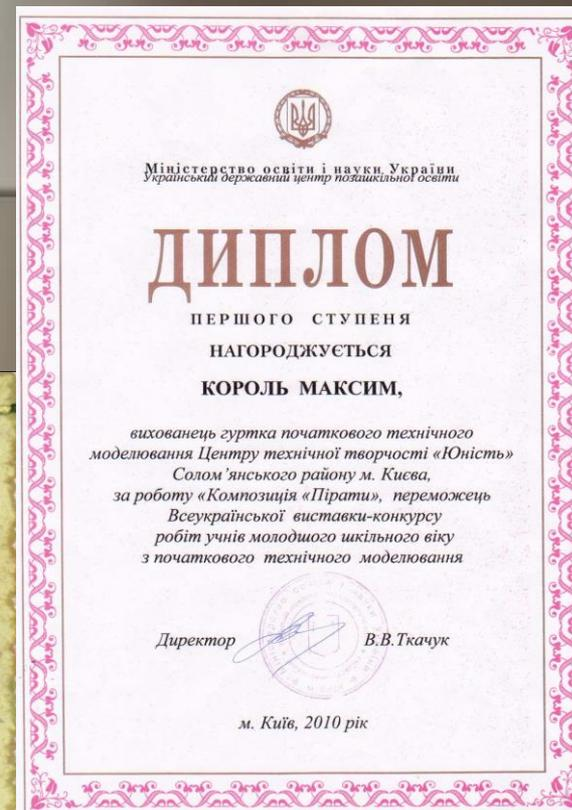 Міністерство освіти і науки України
Український державний центр позашкільної освіти
ДИПЛОМ
ПЕРШОГО СТУПЕНЯ
НАГОРОДЖУЄТЬСЯ
КОРОЛЬ МАКСИМ,
вихованець гуртка початкового технічного
моделювання Центру технічної творчості «Юність»
Солом’янського району м. Києва,
за роботу «Композиція «Пірати», переможець
Всеукраїнської виставки-конкурсу
робіт учнів молодшого шкільного віку
з початкового технічного моделювання
Директор В.В.Ткачук
м. Київ, 2010 рік